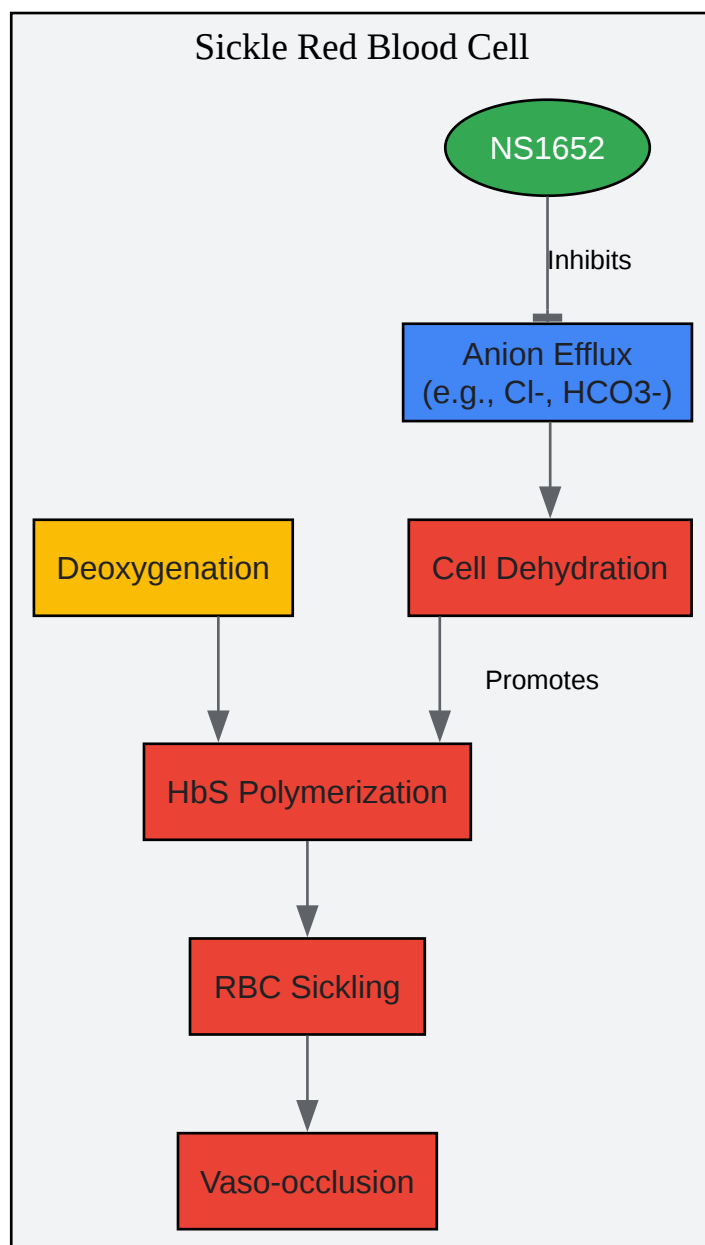 Sickle Red Blood Cell
NS1652
Inhibits
Anion Efflux
(e.g., Cl-, HCO3-)
Deoxygenation
Cell Dehydration
Promotes
HbS Polymerization
RBC Sickling
Vaso-occlusion